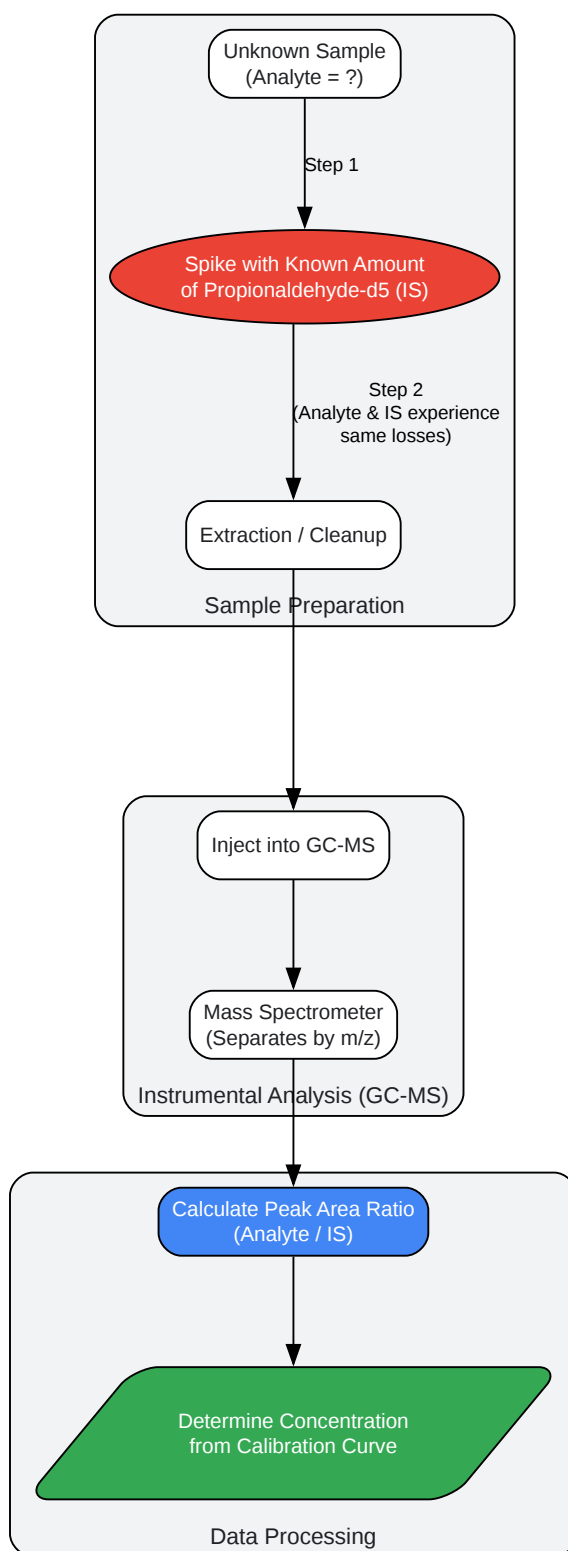 Unknown Sample
(Analyte = ?)
Step 1
Spike with Known Amount
of Propionaldehyde-d5 (IS)
Step 2
(Analyte & IS experience
same losses)
Extraction / Cleanup
Sample Preparation
Inject into GC-MS
Mass Spectrometer
(Separates by m/z)
Instrumental Analysis (GC-MS)
Calculate Peak Area Ratio
(Analyte / IS)
Determine Concentration
from Calibration Curve
Data Processing